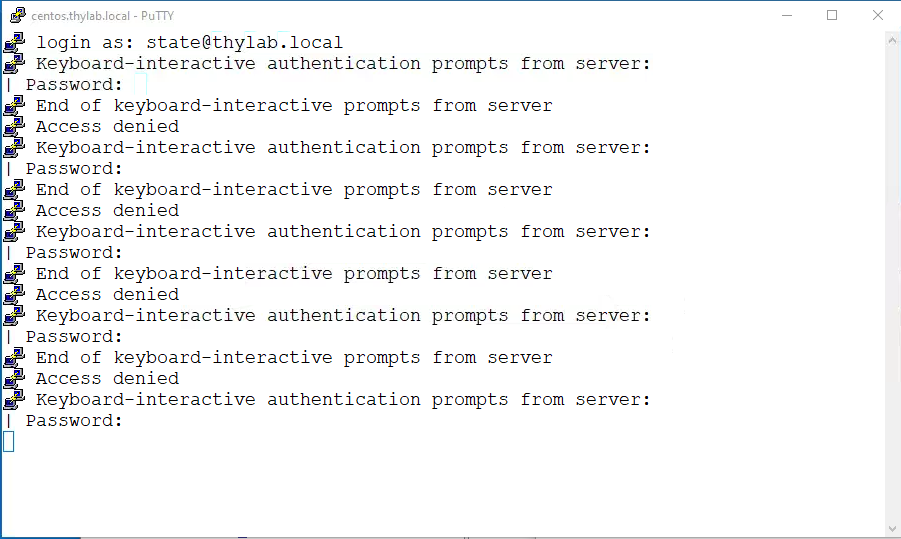 centos.thylab.local - PuTTY
login as: state@thylab.local
Keyboard-interactive authentication prompts from server:
| Password:
End of keyboard-interactive prompts from server
Access denied
Keyboard-interactive authentication prompts from server:
| Password:
End of keyboard-interactive prompts from server
Access denied
Keyboard-interactive authentication prompts from server:
| Password:
End of keyboard-interactive prompts from server
Access denied
Keyboard-interactive authentication prompts from server:
| Password:
End of keyboard-interactive prompts from server
Access denied
Keyboard-interactive authentication prompts from server:
| Password: